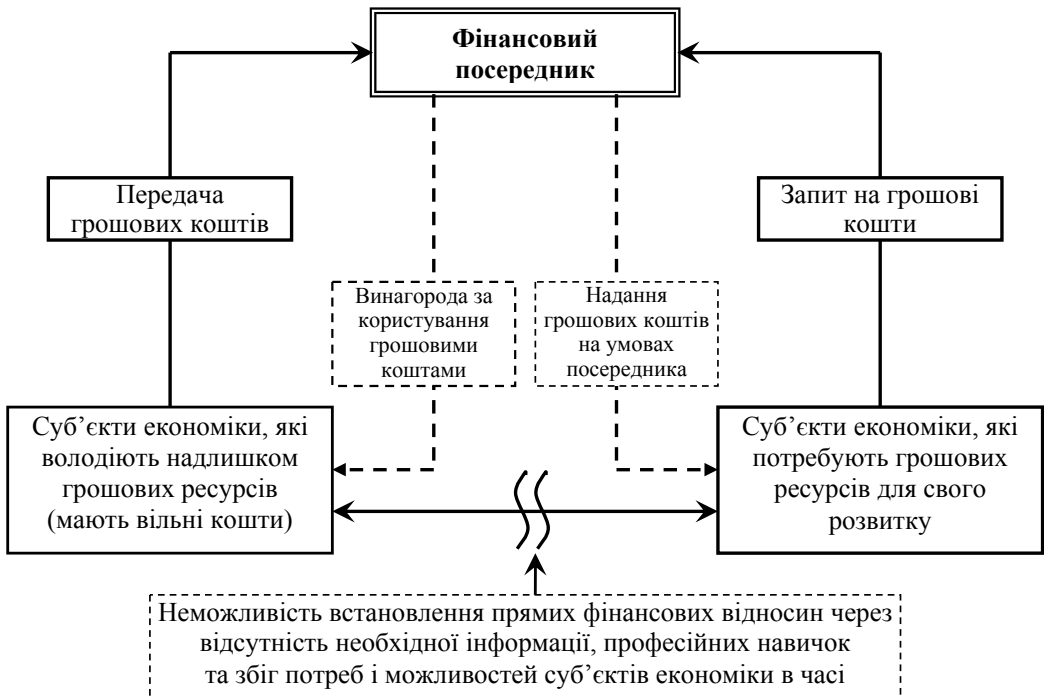 Фінансовий
посередник
Передача
грошових коштів
Запит на грошові
кошти
Винагорода за
користування
грошовими
коштами
Надання
грошових коштів
на умовах
посередника
Суб’єкти економіки, які
володіють надлишком
грошових ресурсів
(мають вільні кошти)
Суб’єкти економіки, які
потребують грошових
ресурсів для свого
розвитку
Неможливість встановлення прямих фінансових відносин через
відсутність необхідної інформації, професійних навичок
та збіг потреб і можливостей суб’єктів економіки в часі